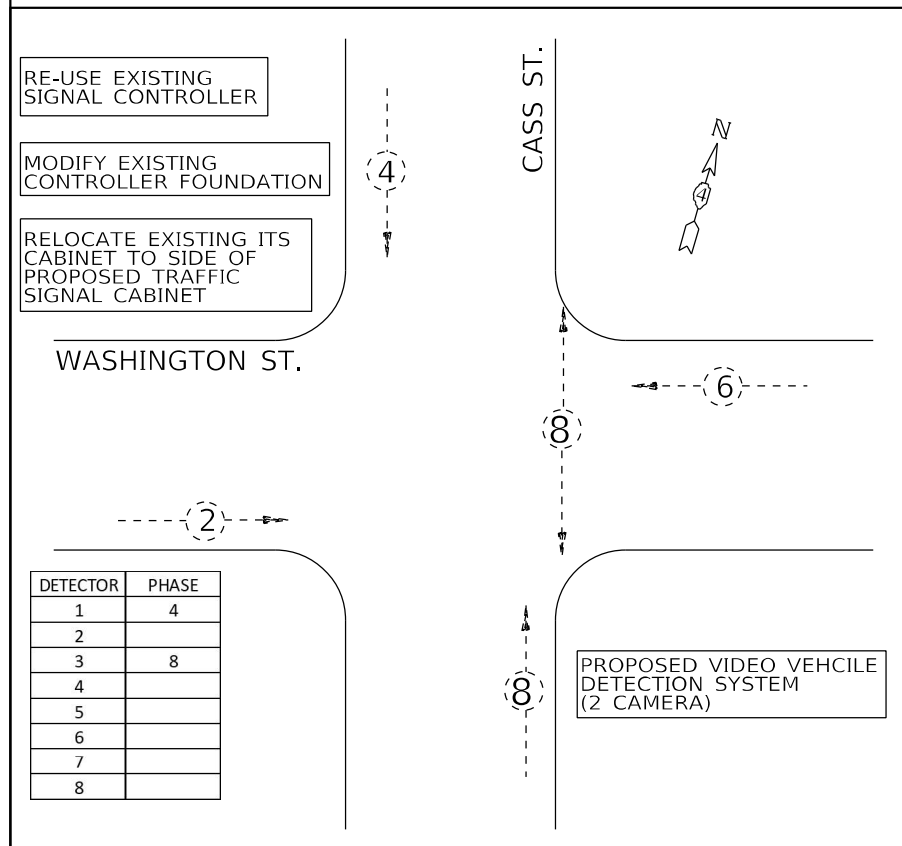 RE-USE EXISTING
SIGNAL CONTROLLER
MODIFY EXISTING
CONTROLLER FOUNDATION
RELOCATE EXISTING ITS
CABINET TO SIDE OF
PROPOSED TRAFFIC
SIGNAL CABINET
4
CASS ST.
N
4
WASHINGTON ST.
6
8
2
DETECTOR PHASE
1 4
2
3 8
4
5
6
7
8
8
PROPOSED VIDEO VEHCILE
DETECTION SYSTEM
(2 CAMERA)